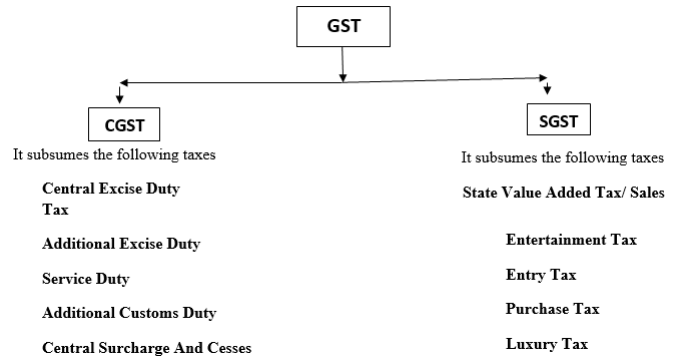 GST
CGST
It subsumes the following taxes
Central Excise Duty
Tax
Additional Excise Duty
Service Duty
Additional Customs Duty
Central Surcharge And Cesses
SGST
It subsumes the following taxes
State Value Added Tax/ Sales
Entertainment Tax
Entry Tax
Purchase Tax
Luxury Tax